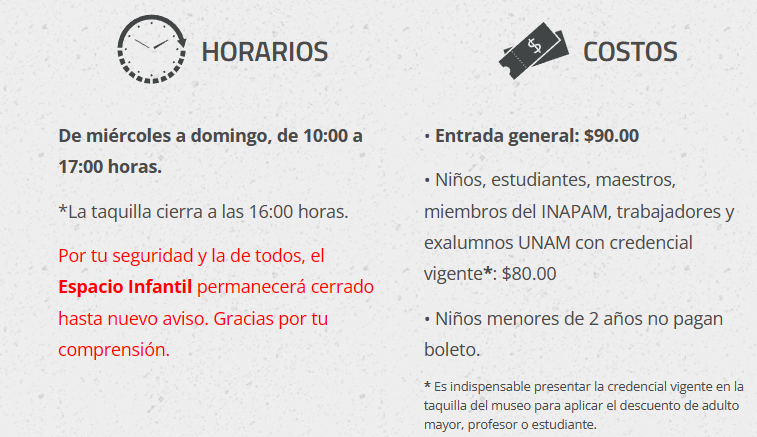 HORARIOS
De miércoles a domingo, de 10:00 a
17:00 horas.
*La taquilla cierra a las 16:00 horas.
Por tu seguridad y la de todos, el
Espacio Infantil permanecerá cerrado
hasta nuevo aviso. Gracias por tu
comprensión.
$
COSTOS
• Entrada general: $90.00
• Niños, estudiantes, maestros,
miembros del INAPAM, trabajadores y
exalumnos UNAM con credencial
vigente*: $80.00
• Niños menores de 2 años no pagan
boleto.
* Es indispensable presentar la credencial vigente en la
taquilla del museo para aplicar el descuento de adulto
mayor, profesor o estudiante.